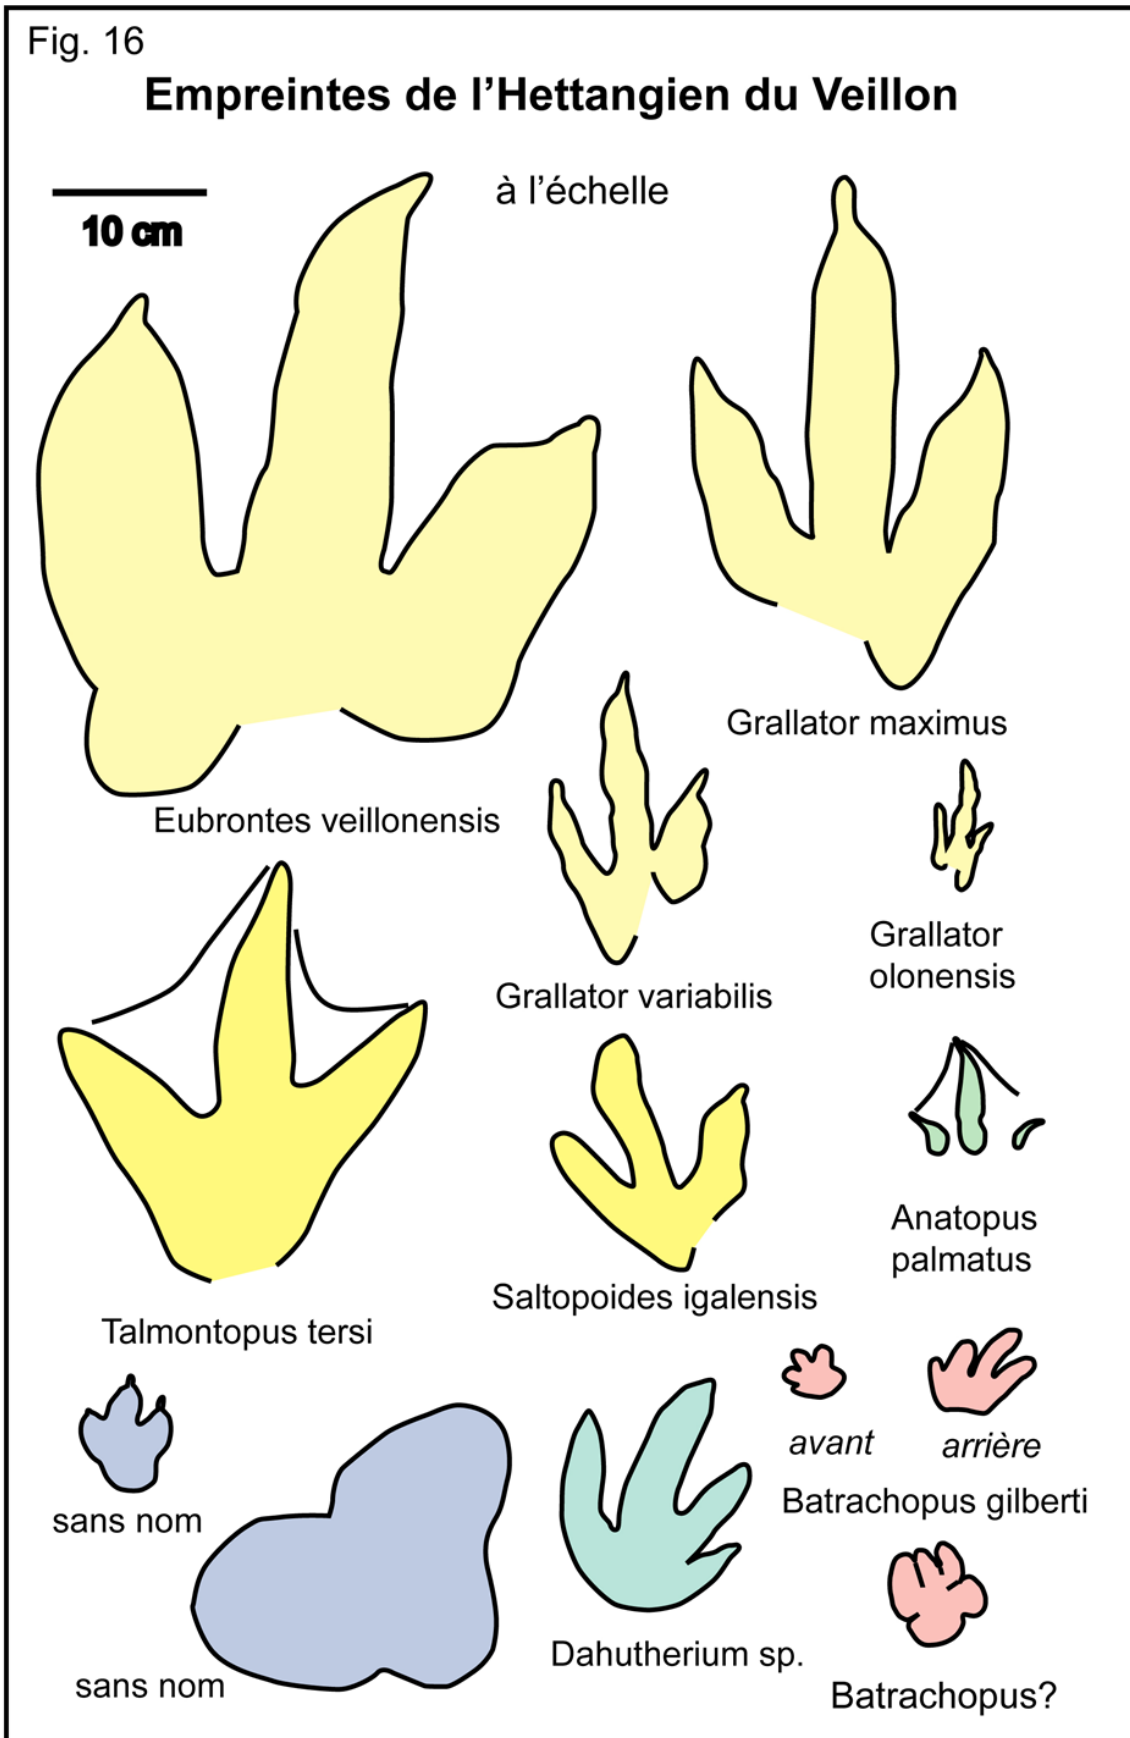 Fig. 16
Empreintes de l'Hettangien du Veillon
à l'échelle
10 cm
Grallator maximus
Eubrontes veillonensis
Grallator
olonensis
Grallator variabilis
Anatopus
palmatus
Saltopoides igalensis
Talmontopus tersi
avant
arrière
Batrachopus gilberti
sans nom
Dahutherium sp.
sans nom
Batrachopus?